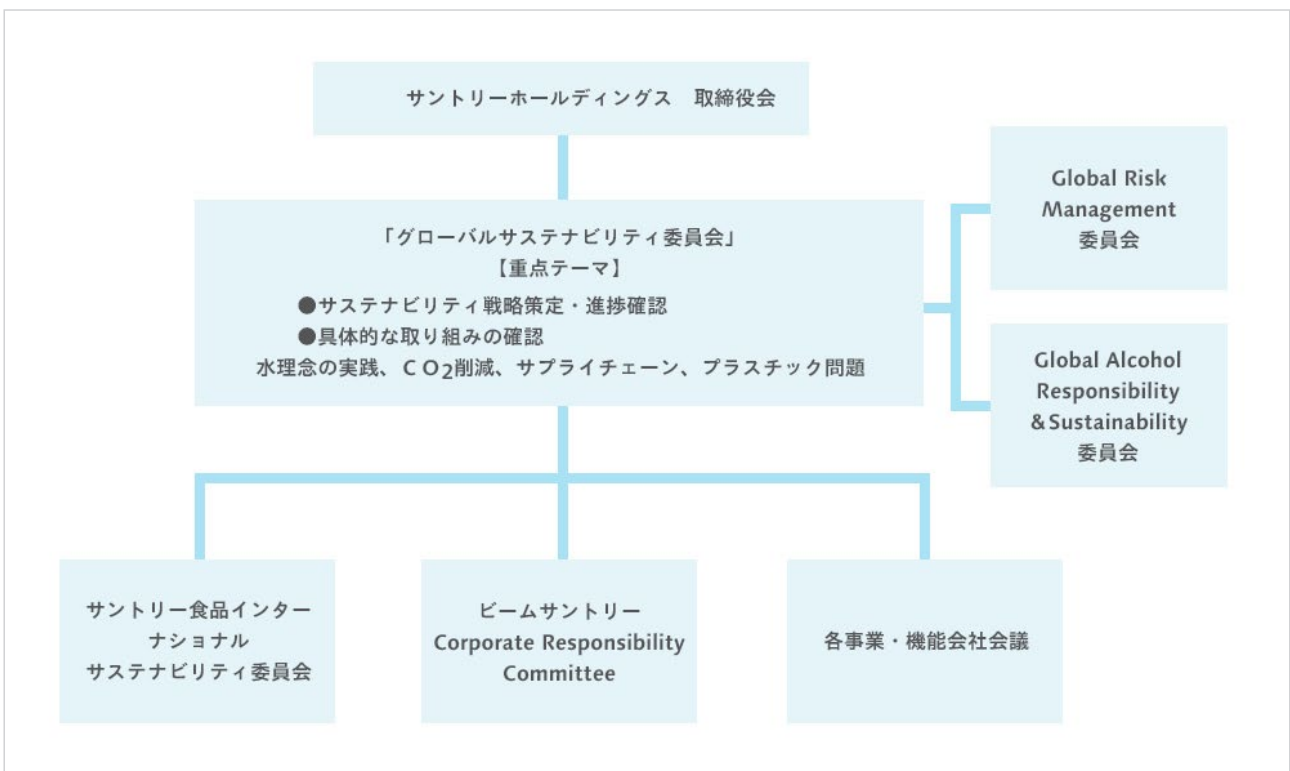 サントリーホールディングス　取締役会
「グローバルサステナビリティ委員会」
【重点テーマ】
●サステナビリティ戦略策定・進捗確認
●具体的な取り組みの確認
水理念の実践、CO2削減、サプライチェーン、プラスチック問題
Global Risk
Management
委員会
Global Alcohol
Responsibility
&Sustainability
委員会
サントリー食品インター
ナショナル
サステナビリティ委員会
ビームサントリー
Corporate Responsibility
Committee
各事業・機能会社会議